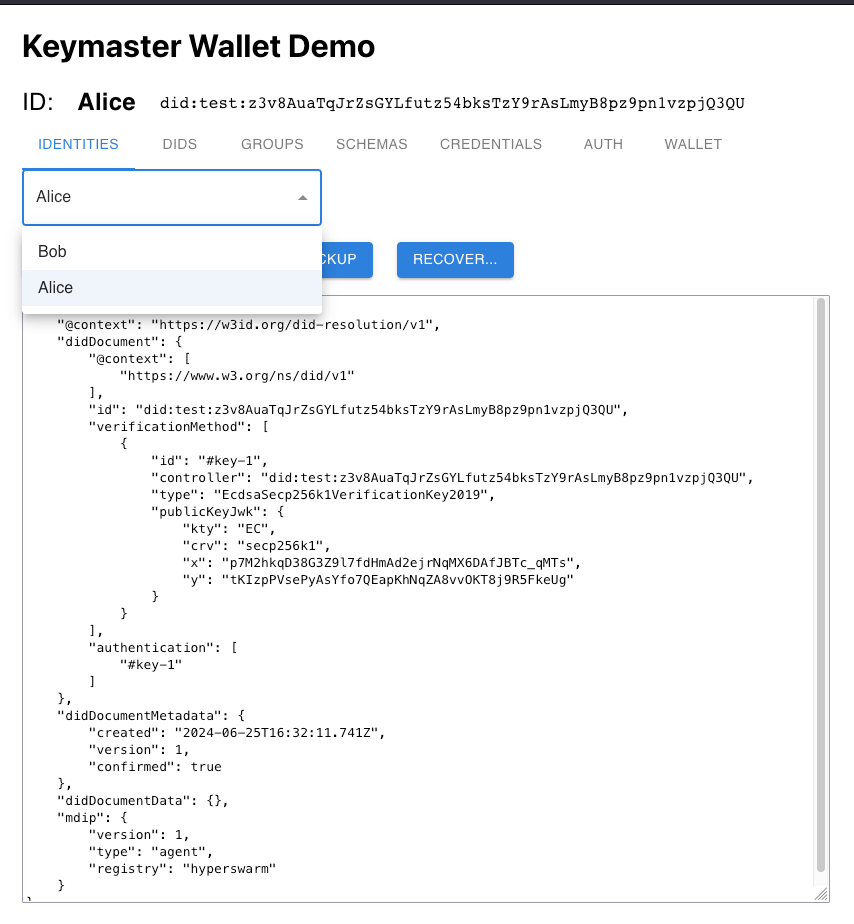 Keymaster Wallet Demo
ID: Alice did:test:z3v8AuaTqJrZsGYLfutz54bksTzY9rAsLmyB8pz9pn1vzpjQ3QU
IDENTITIES DIDS GROUPS SCHEMAS CREDENTIALS AUTH WALLET
Alice
Bob
Alice
CKUP RECOVER...
"@context": "https://w3id.org/did-resolution/v1",
"didDocument": {
"@context": [
"https://www.w3.org/ns/did/v1"
],
"id": "did:test:z3v8AuaTqJrZsGYLfutz54bksTzY9rAsLmyB8pz9pn1vzpjQ3QU",
"verificationMethod": [
{
"id": "#key-1",
"controller": "did:test:z3v8AuaTqJrZsGYLfutz54bksTzY9rAsLmyB8pz9pn1vzpjQ3QU",
"type": "EcdsaSecp256k1VerificationKey2019",
"publicKeyJwk": {
"kty": "EC",
"crv": "secp256k1",
"x": "p7M2hkqD38G3Z9l7fdHmAd2ejrNqMX6DAfJBTc_qMTs",
"y": "tKIzpPVsePyAsYfo7QEapKhNqZA8vvOKT8j9R5FkeUg"
}
}
],
"authentication": [
"#key-1"
]
},
"didDocumentMetadata": {
"created": "2024-06-25T16:32:11.741Z",
"version": 1,
"confirmed": true
},
"didDocumentData": {},
"mdip": {
"version": 1,
"type": "agent",
"registry": "hyperswarm"
}
}